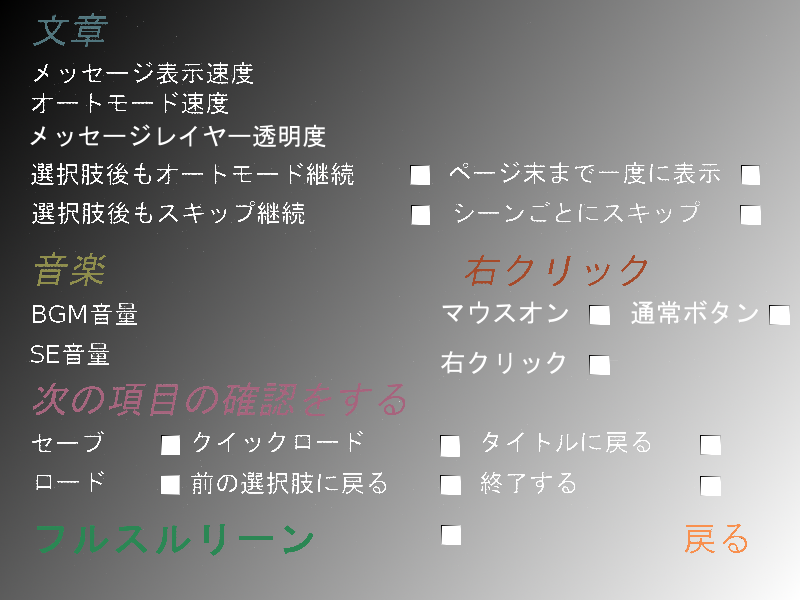 文章
メッセージ表示速度
オートモード速度
メッセージレイヤー透明度
選択肢後もオートモード継続 ページ末まで一度に表示
選択肢後もスキップ継続 シーンごとにスキップ
音楽 右クリック
BGM音量 マウスオン 通常ボタン
SE音量 右クリック
次の項目の確認をする
セーブ クイックロード タイトルに戻る
ロード 前の選択肢に戻る 終了する
フルスルリーン 戻る